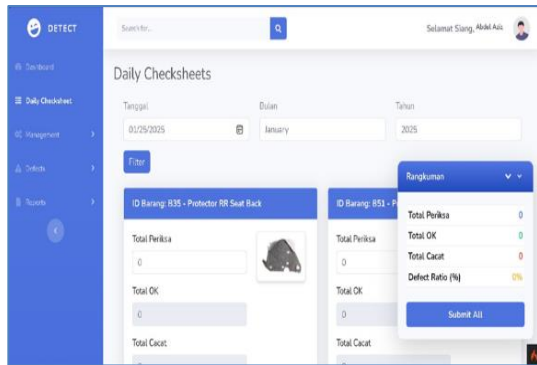 DETECT
Search for...
Selamat Siang, Abdel Aziz
Dashboard
Daily Checksheet
Management
Defects
Reports
Daily Checksheets
Tanggal
Bulan
Tahun
01/25/2025
January
2025
Filter
ID Barang: B35 - Protector RR Seat Back
Total Periksa
0
Total OK
0
Total Cacat
ID Barang: B51 - P
Total Periksa
0
Total OK
0
Total Cacat
Rangkuman
Total Periksa 0
Total OK 0
Total Cacat 0
Defect Ratio (%) 0%
Submit All